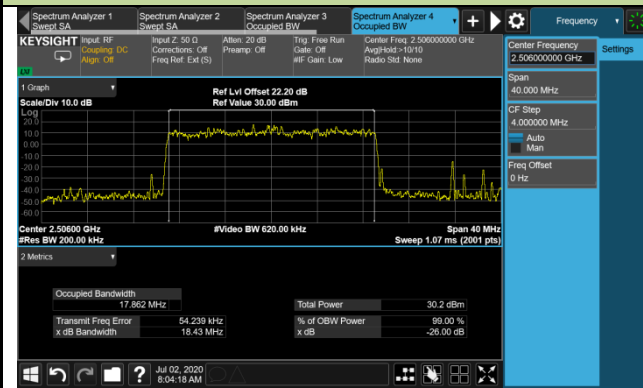 Spectrum Analyzer 1
Swept SA
Spectrum Analyzer 2
Swept SA
Spectrum Analyzer 3
Occupied BW
Spectrum Analyzer 4
Occupied BW
Frequency
KEYSIGHT
Input: RF
Coupling: DC
Align: Off
Input Z: 50 Ω
Corrections: Off
Freq Ref: Ext (S)
Atten: 20 dB
Preamp: Off
Trig: Free Run
Gate: Off
#IF Gain: Low
Center Freq: 2.506000000 GHz
Avg|Hold:>10/10
Radio Std: None
LXI
Center Frequency
2.506000000 GHz
Settings
Span
40.000 MHz
CF Step
4.000000 MHz
Auto
Man
Freq Offset
0 Hz
1 Graph
Scale/Div 10.0 dB
Ref Lvl Offset 22.20 dB
Ref Value 30.00 dBm
Log
20.0
10.0
0.00
-10.0
-20.0
-30.0
-40.0
-50.0
-60.0
Center 2.50600 GHz
#Res BW 200.00 kHz
#Video BW 620.00 kHz
Span 40 MHz
Sweep 1.07 ms (2001 pts)
2 Metrics
Occupied Bandwidth
17.862 MHz
Total Power 30.2 dBm
Transmit Freq Error 54.239 kHz
% of OBW Power 99.00 %
x dB Bandwidth 18.43 MHz
x dB -26.00 dB
?
Jul 02, 2020
8:04:18 AM